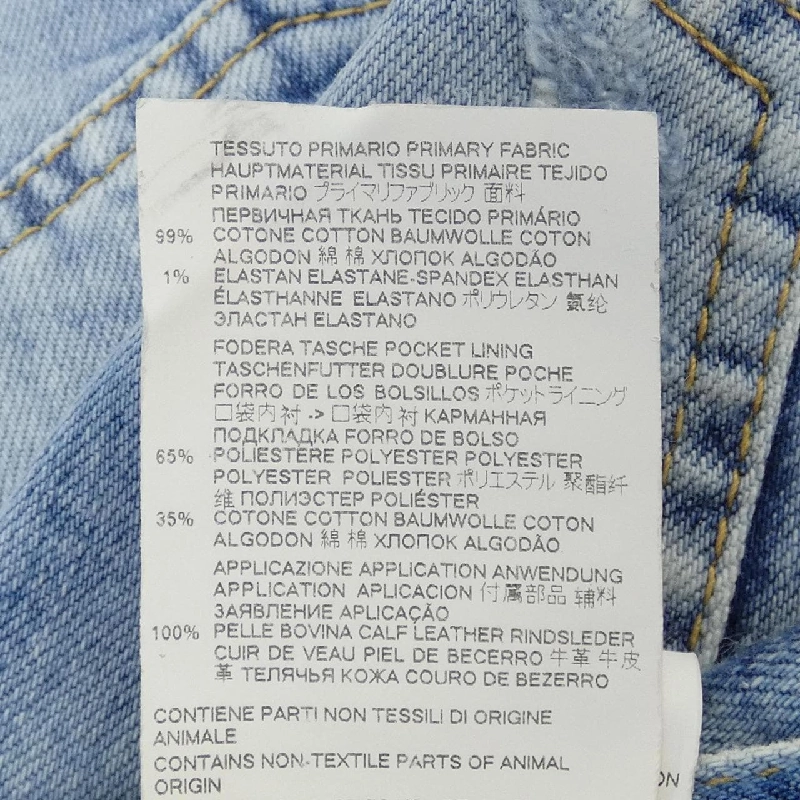 TESSUTO PRIMARIO PRIMARY FABRIC
HAUPTMATERIAL TISSU PRIMAIRE TEJIDO
PRIMARIO プライマリファブリック 面料
ПЕРВИЧНАЯ ТКАНЬ TECIDO PRIMÁRIO
99% COTONE COTTON BAUMWOLLE COTON
ALGODON 綿 棉 ХЛОПОК ALGODÃO
1% ELASTAN ELASTANE-SPANDEX ELASTHAN
ÉLASTHANNE ELASTANO ポリウレタン 氨纶
ЭЛАСТАН ELASTANO
FODERA TASCHE POCKET LINING
TASCHENFUTTER DOUBLURE POCHE
FORRO DE LOS BOLSILLOS ポケットライニング
口袋内衬 -> 口袋内衬 КАРМАННАЯ
ПОДКЛАДКА FORRO DE BOLSO
65% POLIESTERE POLYESTER POLYESTER
POLYESTER POLIESTER ポリエステル 聚酯纤
维 ПОЛИЭСТЕР POLIÉSTER
35% COTONE COTTON BAUMWOLLE COTON
ALGODON 綿 棉 ХЛОПОК ALGODÃO
APPLICAZIONE APPLICATION ANWENDUNG
APPLICATION APLICACION 付属部品 辅料
ЗАЯВЛЕНИЕ APLICAÇÃO
100% PELLE BOVINA CALF LEATHER RINDSLEDER
CUIR DE VEAU PIEL DE BECERRO 牛革 牛皮
革 ТЕЛЯЧЬЯ КОЖА COURO DE BEZERRO
CONTIENE PARTI NON TESSILI DI ORIGINE
ANIMALE
CONTAINS NON-TEXTILE PARTS OF ANIMAL
ORIGIN